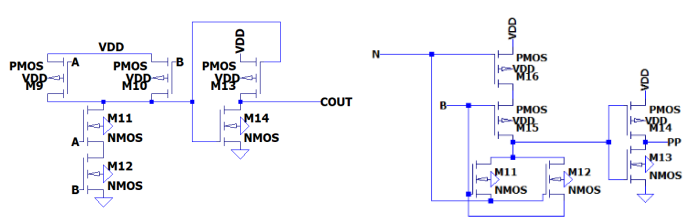 VDD
A
PMOS
VDD
M9
B
PMOS
VDD
M10
VDD
PMOS
VDD
M13
COUT
M11
NMOS
A
M14
NMOS
M12
NMOS
B
VDD
N
PMOS
VDD
M16
B
PMOS
VDD
M15
VDD
PMOS
VDD
M14
PP
M13
NMOS
M11
NMOS
M12
NMOS